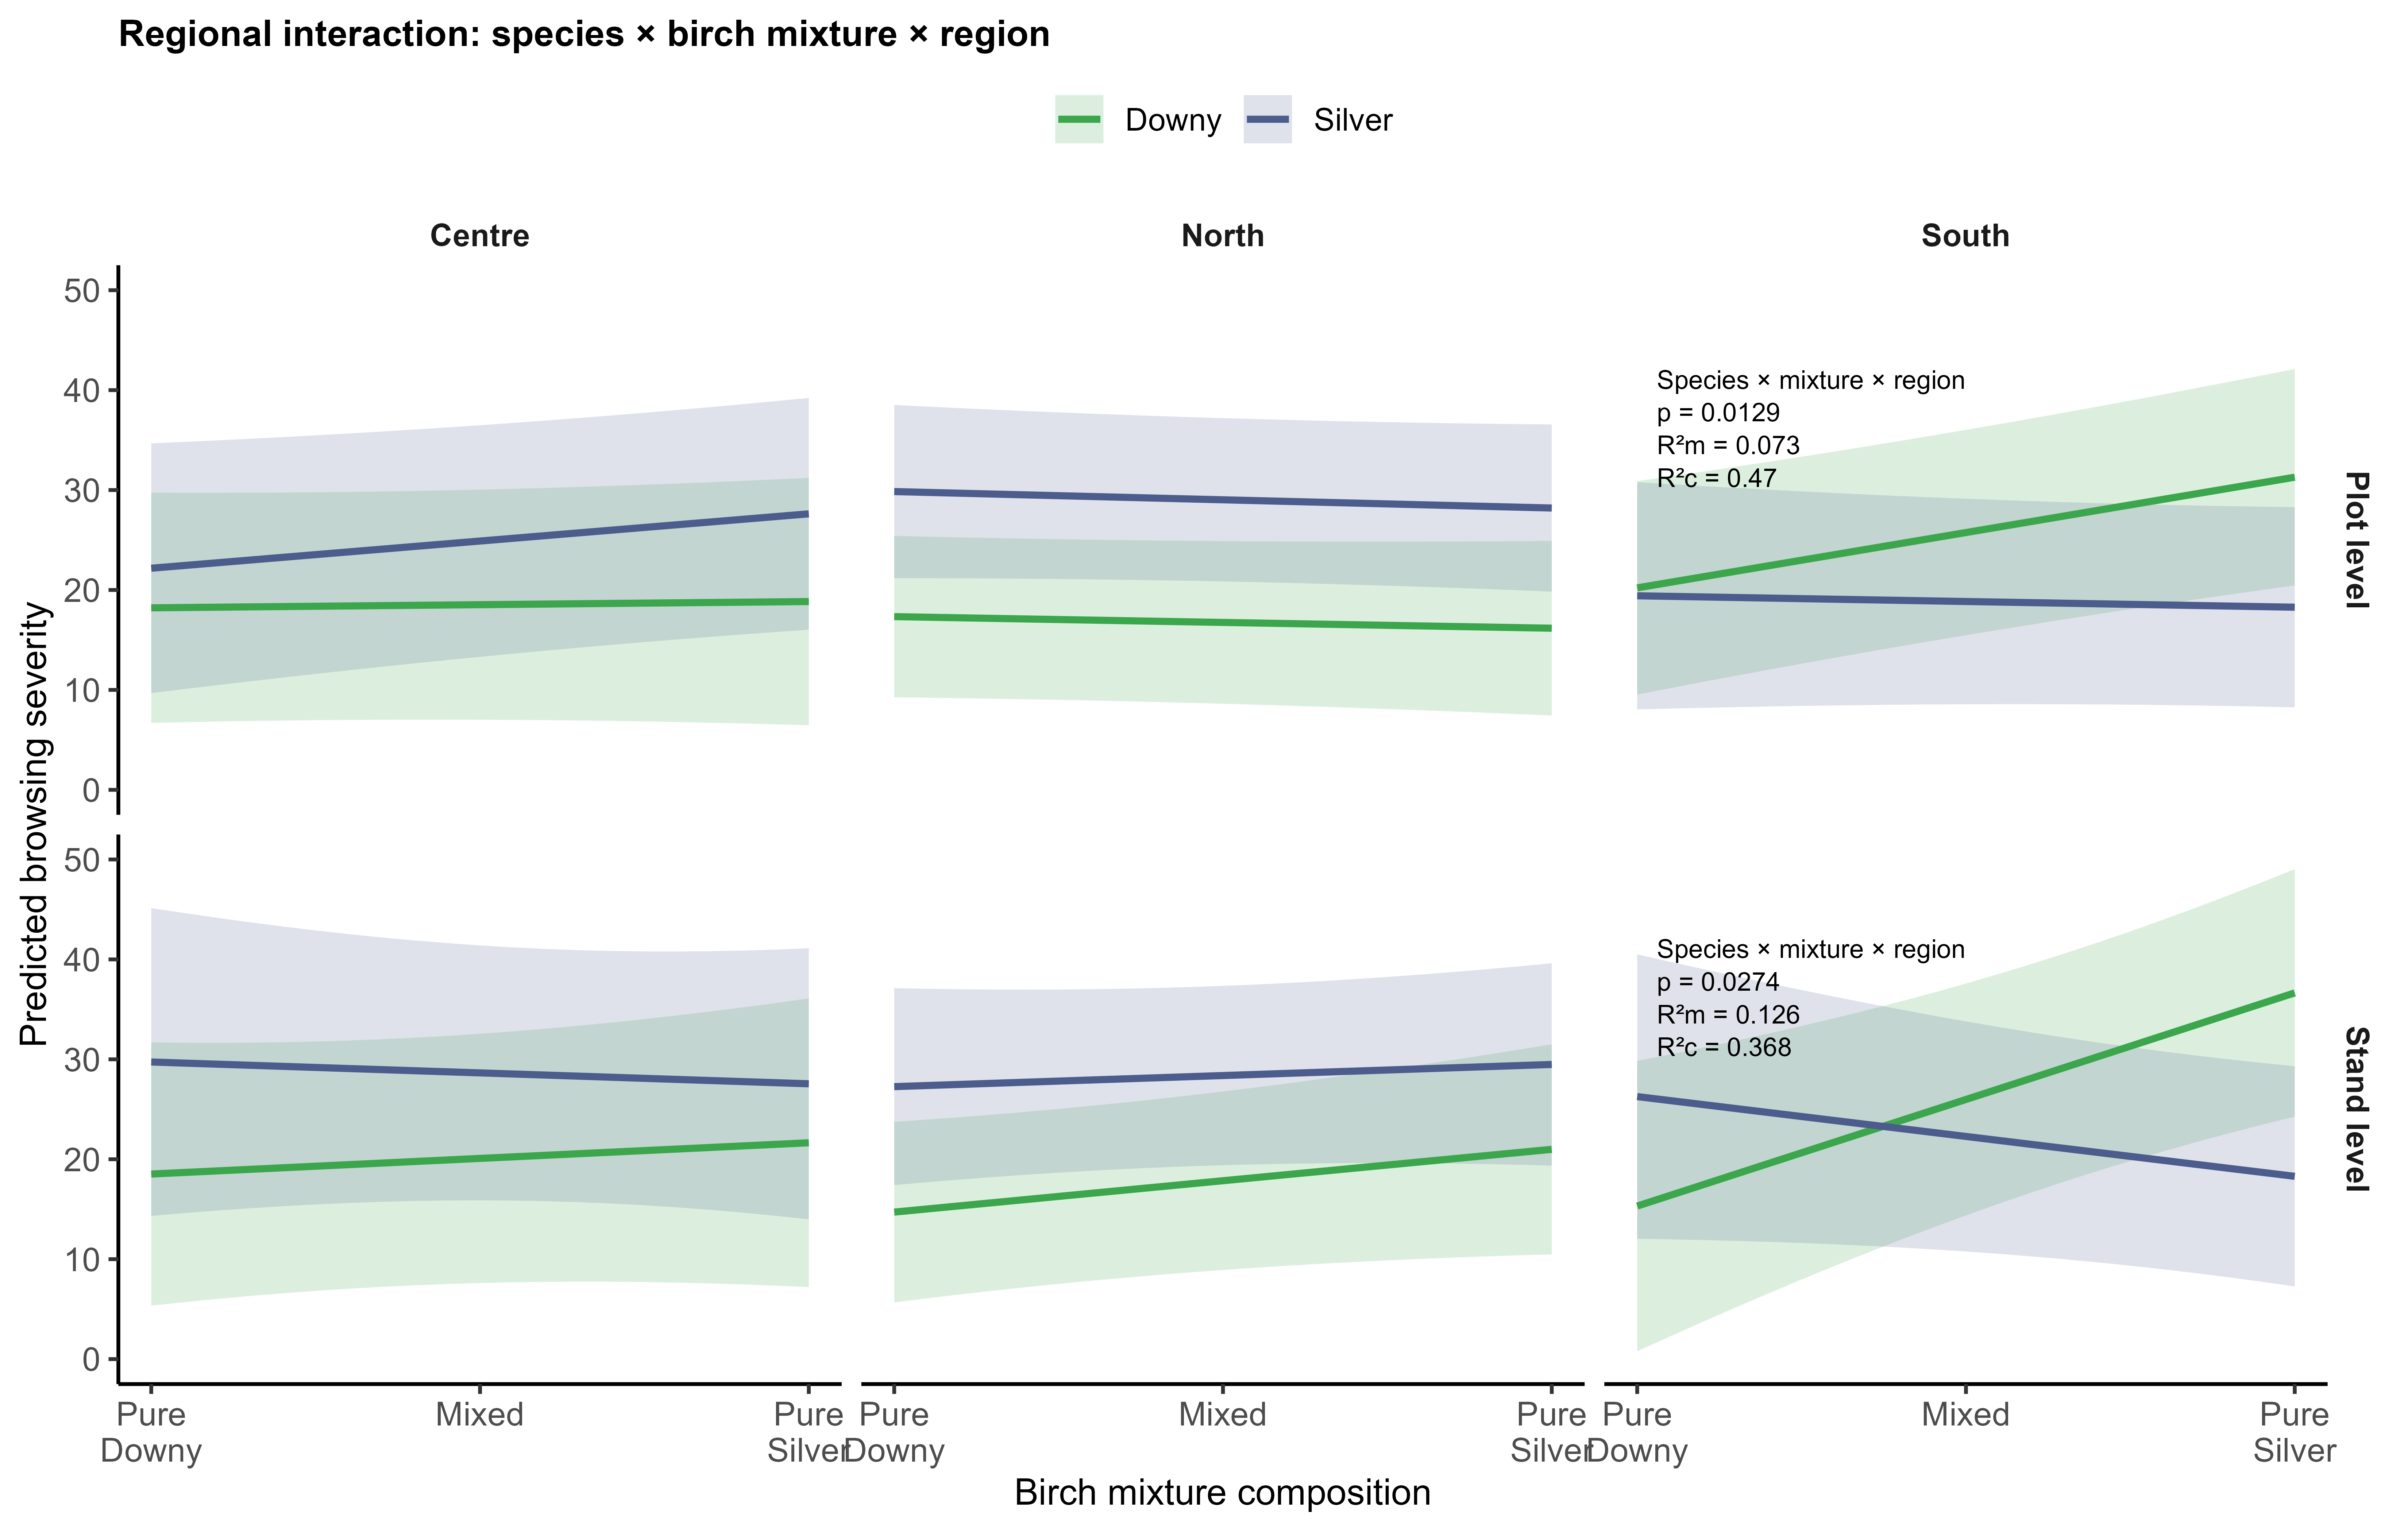 Regional interaction: species × birch mixture × region
Downy
Silver
Centre
North
South
50
40
30
20
10
0
Species × mixture × region
p = 0.0129
R²m = 0.073
R²c = 0.47
Plot level
Predicted browsing severity
50
40
30
20
10
0
Species × mixture × region
p = 0.0274
R²m = 0.126
R²c = 0.368
Stand level
Pure
Downy
Mixed
Pure
Silver
Pure
Downy
Mixed
Pure
Silver
Pure
Downy
Mixed
Pure
Silver
Birch mixture composition